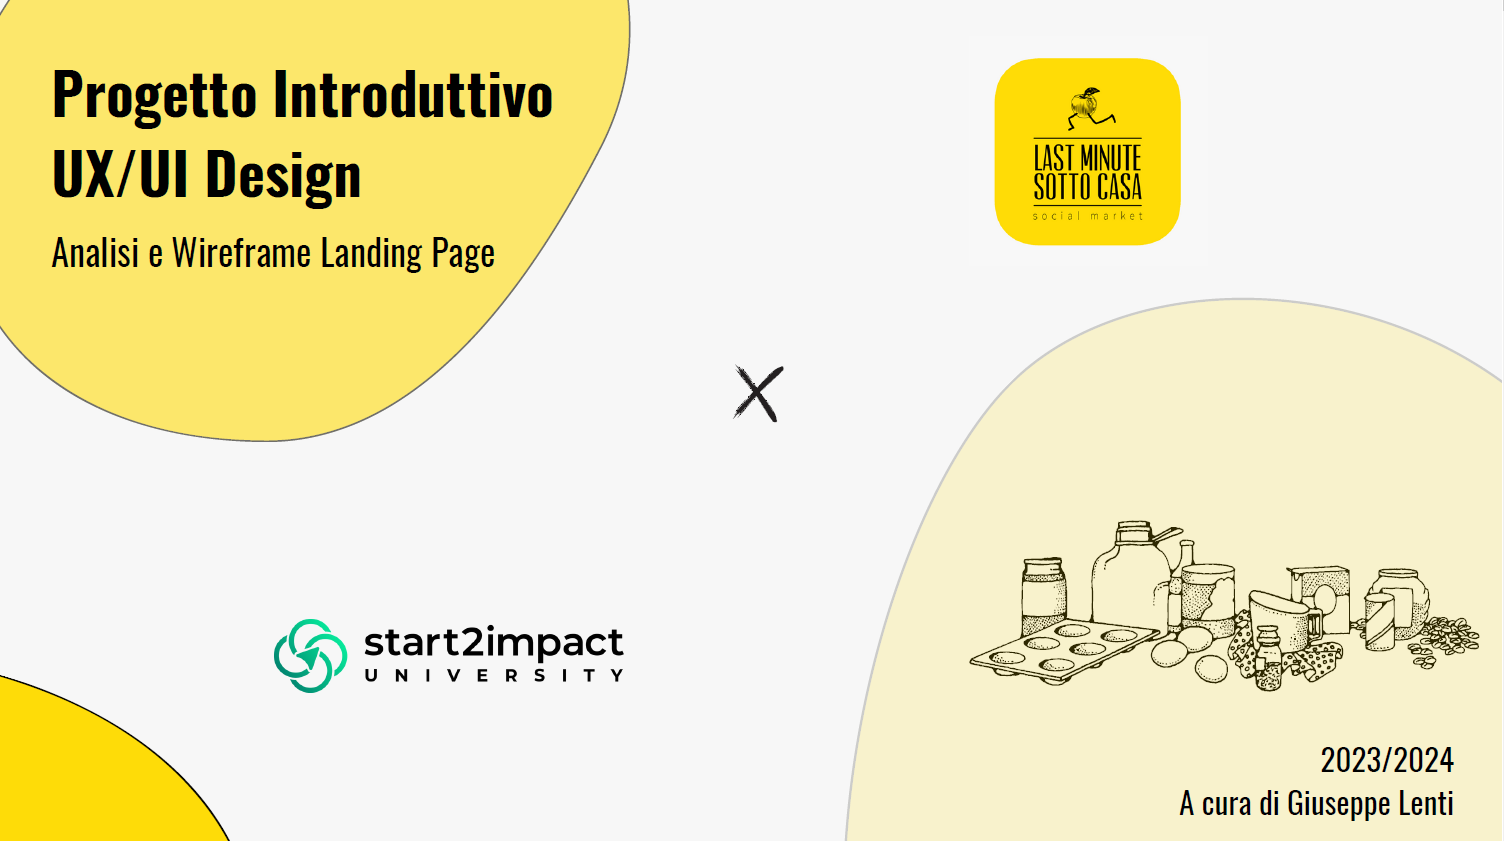 Progetto Introduttivo
UX/UI Design
Analisi e Wireframe Landing Page
LAST MINUTE
SOTTO CASA
social market
start2impact
UNIVERSITY
2023/2024
A cura di Giuseppe Lenti